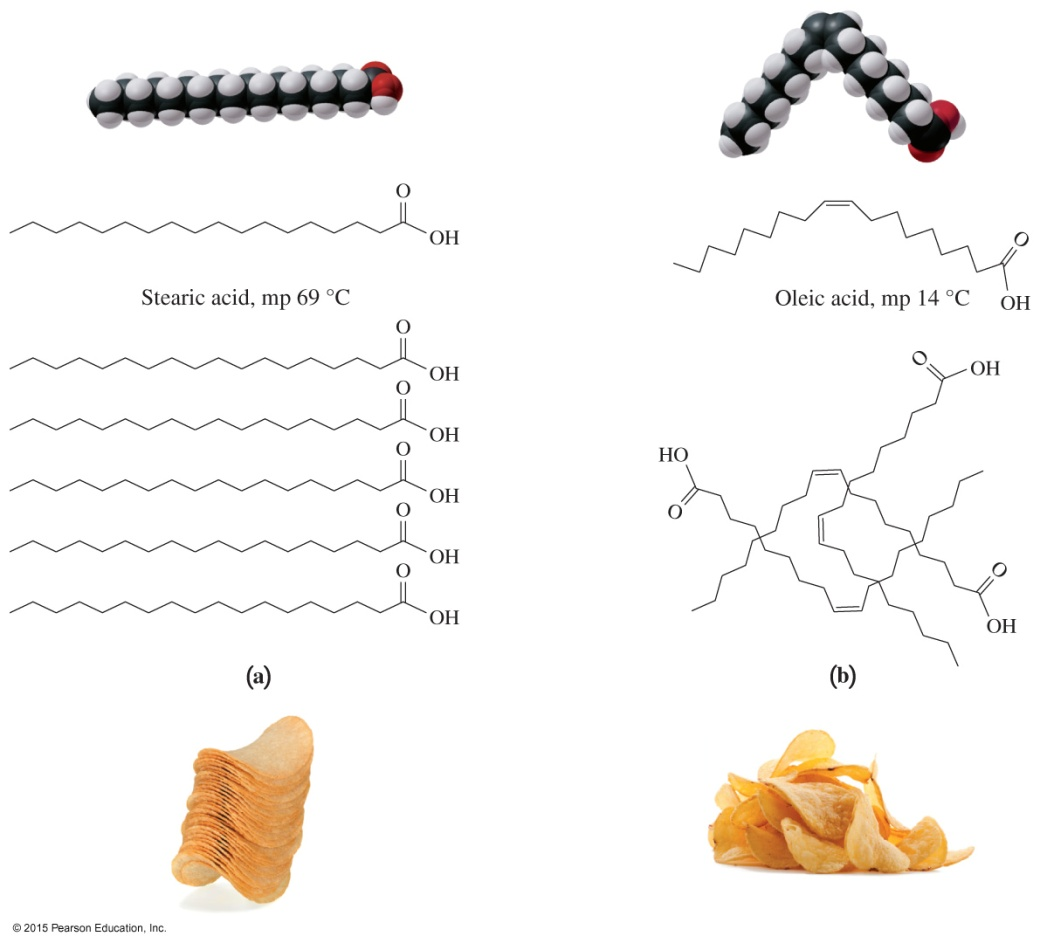 O
OH
Stearic acid, mp 69 °C
O
OH
O
OH
O
OH
O
OH
O
OH
(a)
O
OH
Oleic acid, mp 14 °C
O
OH
HO
O
O
OH
(b)
© 2015 Pearson Education, Inc.